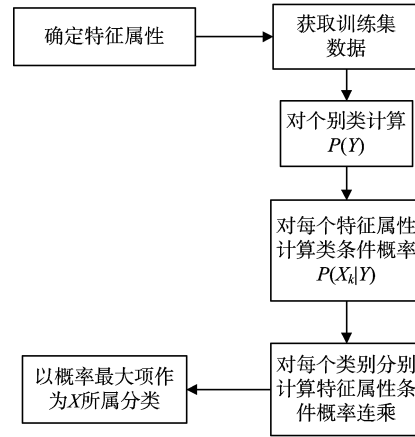 确定特征属性
获取训练集
数据
对个别类计算
P(Y)
对每个特征属性
计算类条件概率
P(Xₖ|Y)
对每个类别分别
计算特征属性条
件概率连乘
以概率最大项作
为X所属分类